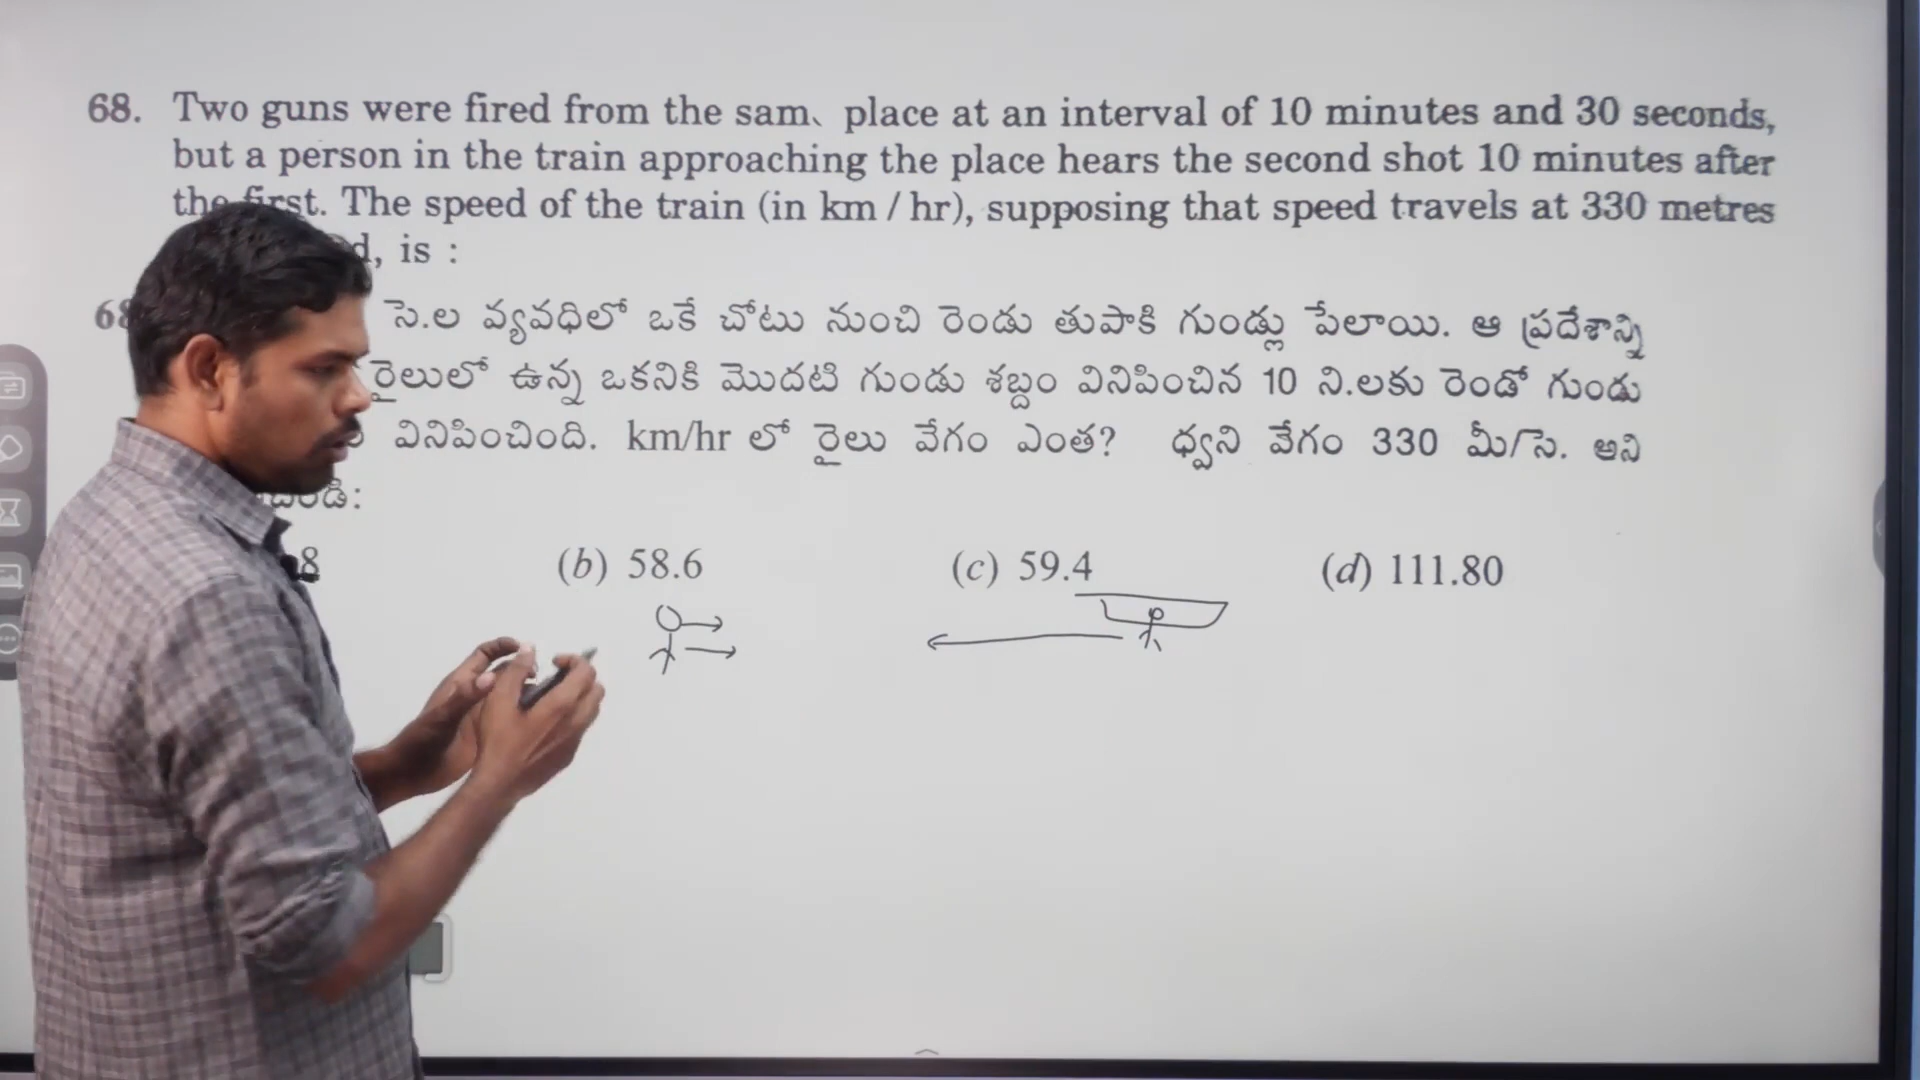 68. Two guns were fired from the sam place at an interval of 10 minutes and 30 seconds,
but a person in the train approaching the place hears the second shot 10 minutes after
the first. The speed of the train (in km / hr), supposing that speed travels at 330 metres
is :
సె.ల వ్యవధిలో ఒకే చోటు నుంచి రెండు తుపాకి గుండ్లు పేలాయి. ఆ ప్రదేశాన్ని
రైలులో ఉన్న ఒకనికి మొదటి గుండు శబ్దం వినిపించిన 10 ని.లకు రెండో గుండు
వినిపించింది. km/hr లో రైలు వేగం ఎంత? ధ్వని వేగం 330 మీ/సె. అని
(b) 58.6 (c) 59.4 (d) 111.80